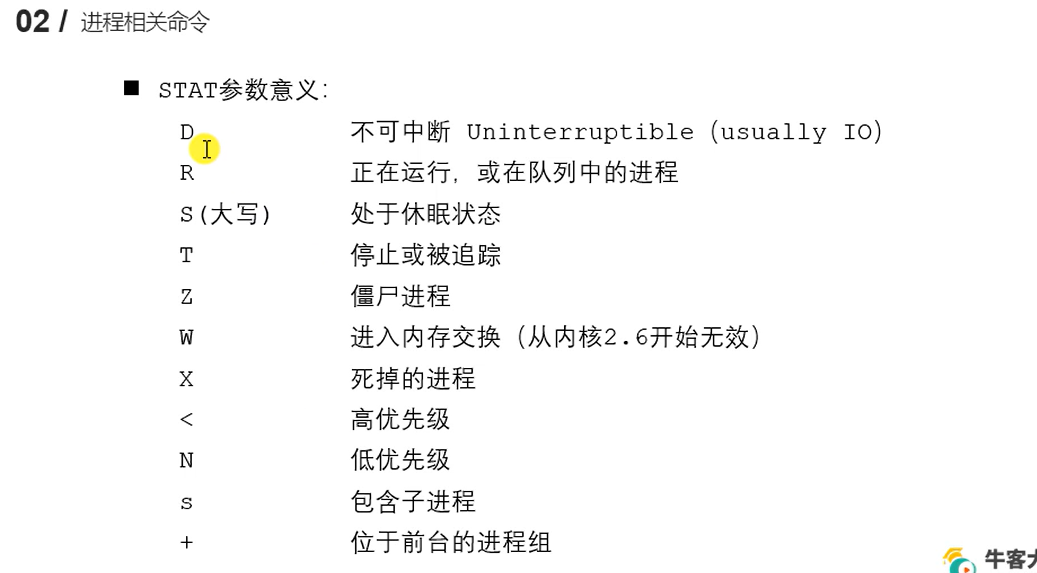 02 / 进程相关命令
■ STAT参数意义：
D 不可中断 Uninterruptible（usually IO）
R 正在运行，或在队列中的进程
S(大写) 处于休眠状态
T 停止或被追踪
Z 僵尸进程
W 进入内存交换（从内核2.6开始无效）
X 死掉的进程
< 高优先级
N 低优先级
s 包含子进程
+ 位于前台的进程组
牛客